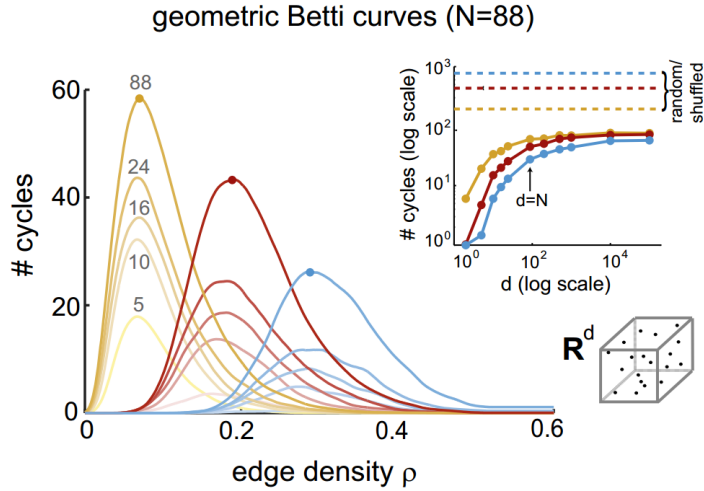 geometric Betti curves (N=88)
60
40
20
0
# cycles
88
24
16
10
5
0
0.2
0.4
0.6
edge density ρ
10³
10²
10¹
10⁰
# cycles (log scale)
random/
shuffled
d=N
10⁰
10²
10⁴
d (log scale)
R^d